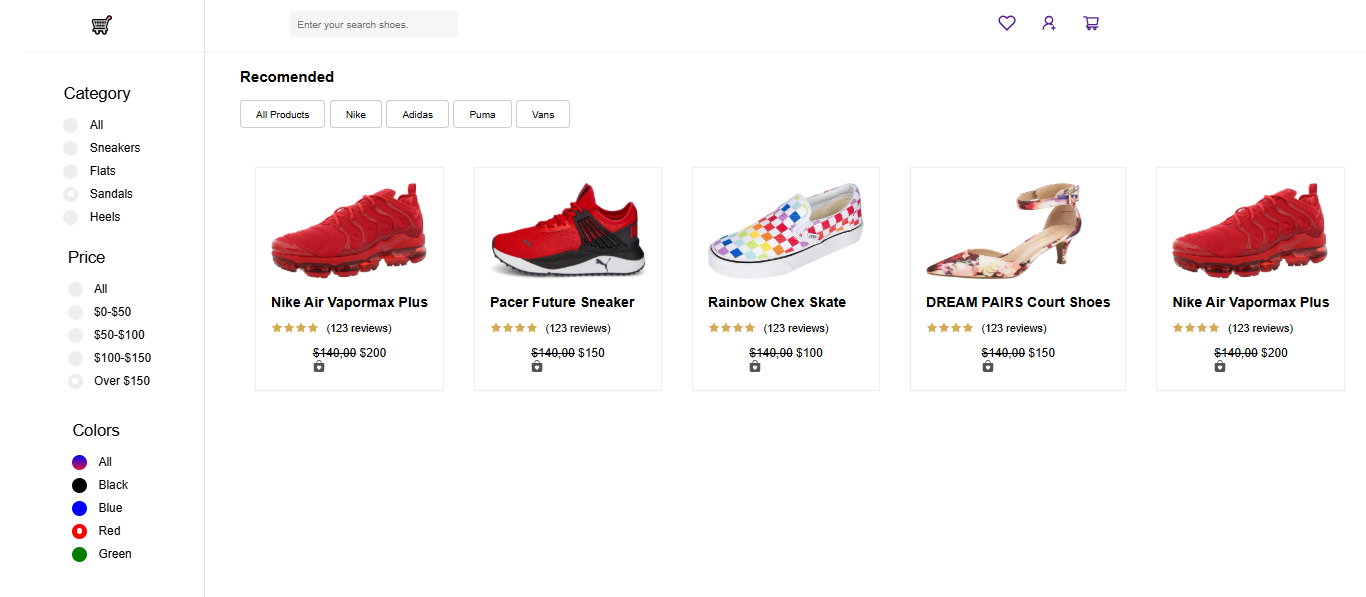 Enter your search shoes.
Recomended
All Products Nike Adidas Puma Vans
Category
All
Sneakers
Flats
Sandals
Heels
Price
All
$0-$50
$50-$100
$100-$150
Over $150
Colors
All
Black
Blue
Red
Green
Nike Air Vapormax Plus
(123 reviews)
$140,00 $200
Pacer Future Sneaker
(123 reviews)
$140,00 $150
Rainbow Chex Skate
(123 reviews)
$140,00 $100
DREAM PAIRS Court Shoes
(123 reviews)
$140,00 $150
Nike Air Vapormax Plus
(123 reviews)
$140,00 $200